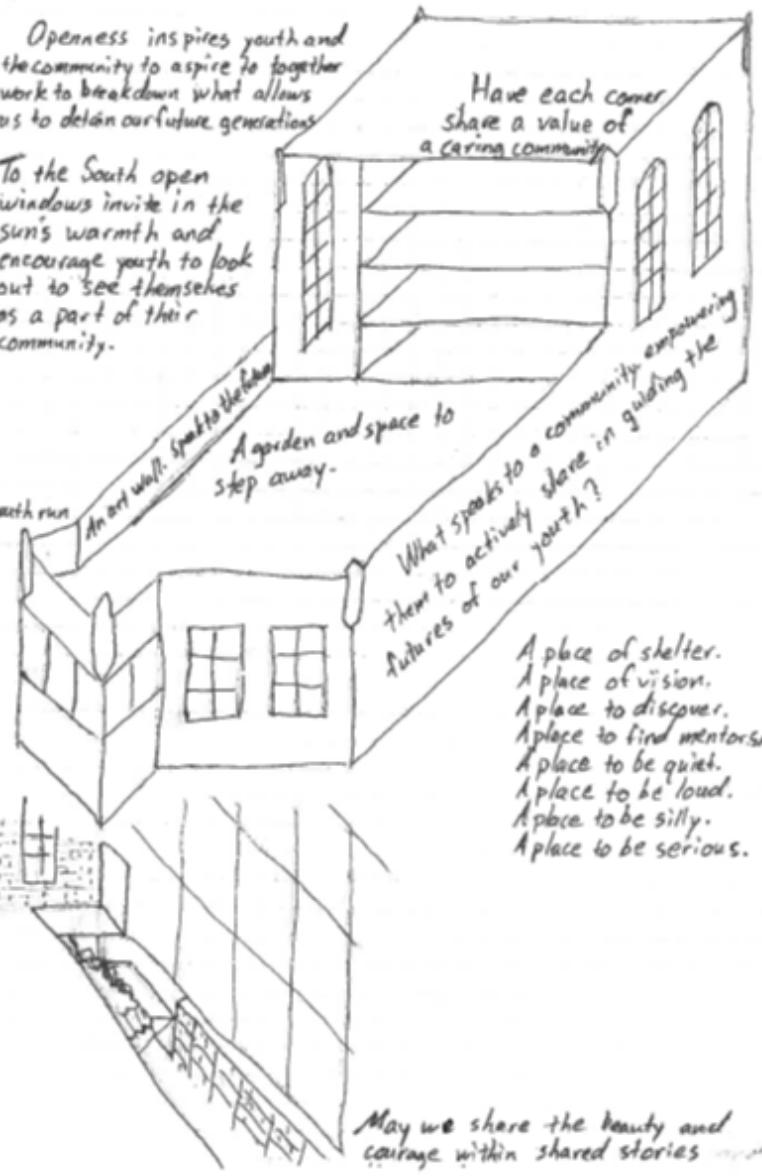 Openness inspires youth and
the community to aspire to together
work to breakdown what allows
us to detain our future generations
Have each corner
share a value of
a caring community
To the South open
windows invite in the
sun's warmth and
encourage youth to look
out to see themselves
as a part of their
community.
An art wall. speak to the future
A garden and space to
step away.
What speaks to a community empowering
them to actively share in guiding the
futures of our youth?
run
A place of shelter.
A place of vision.
A place to discover.
A place to find mentors.
A place to be quiet.
A place to be loud.
A place to be silly.
A place to be serious.
May we share the beauty and
courage within shared stories